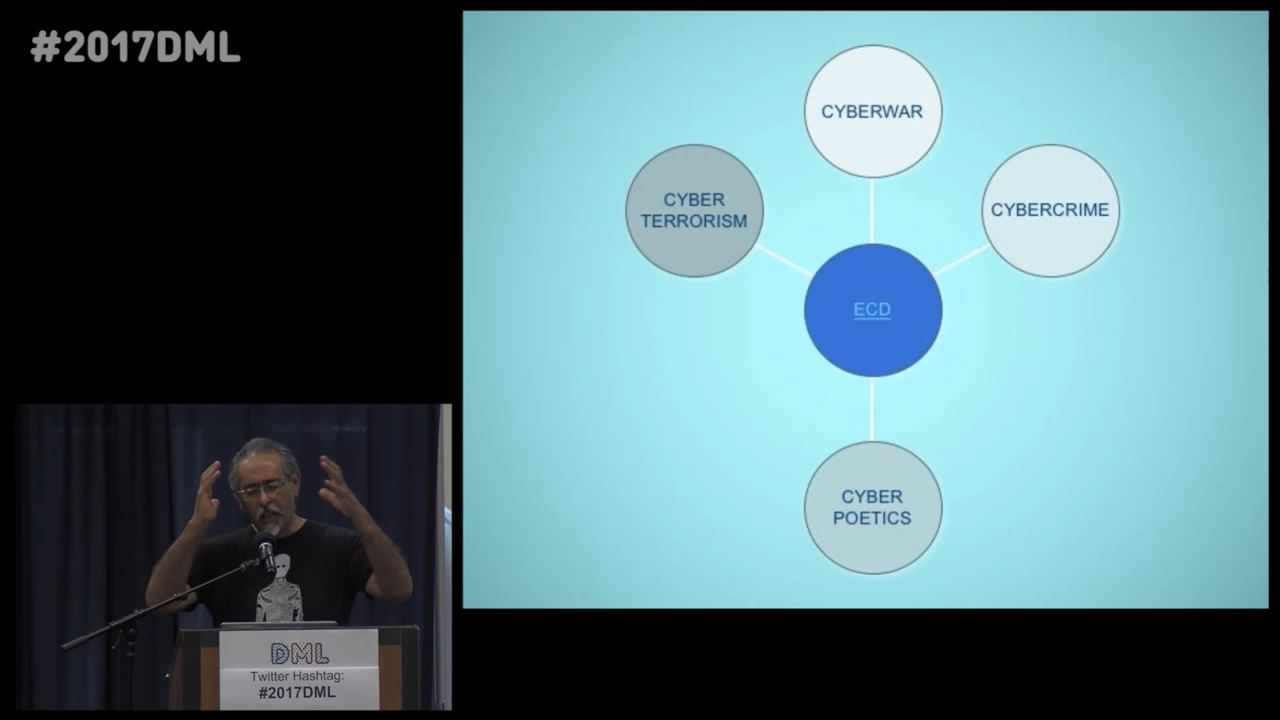 #2017DML
CYBERWAR
CYBER
TERRORISM
CYBERCRIME
ECD
CYBER
POETICS
DML
Twitter Hashtag:
#2017DML